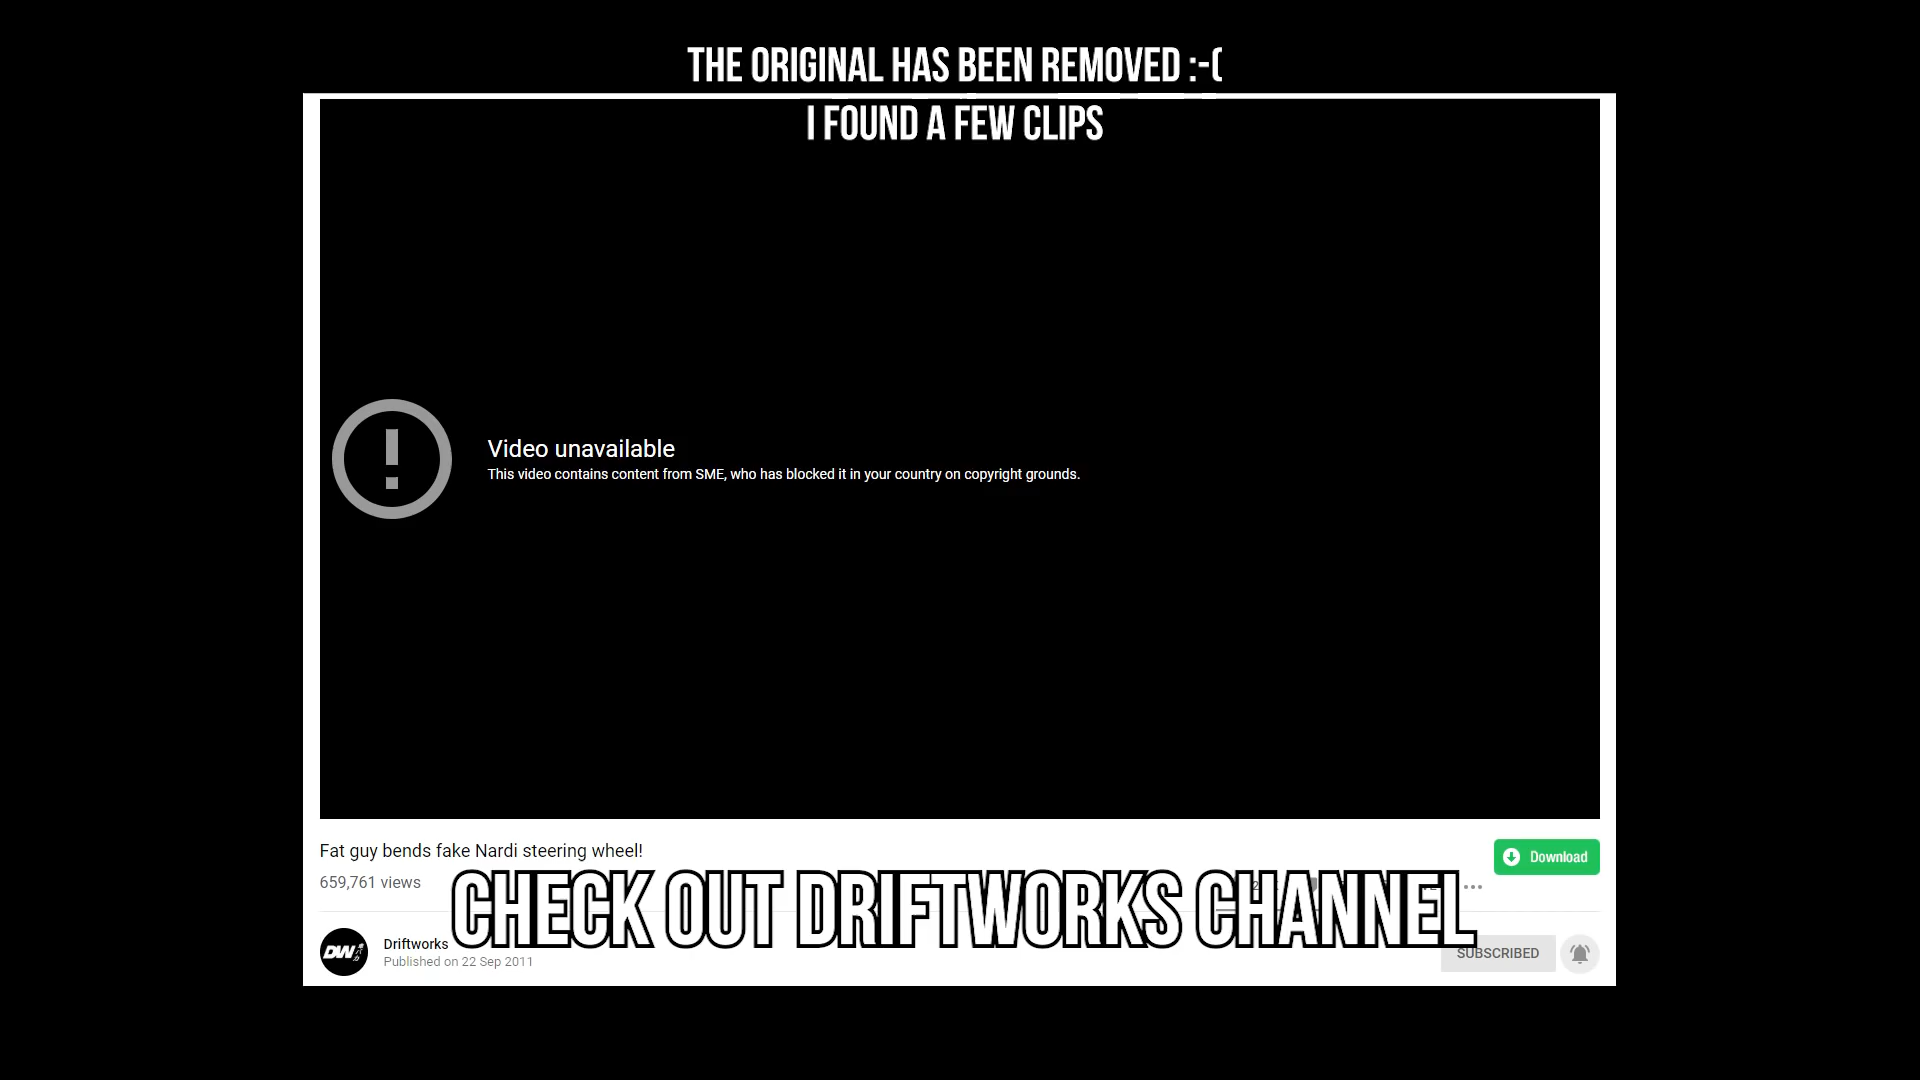 THE ORIGINAL HAS BEEN REMOVED :-(
I FOUND A FEW CLIPS
Video unavailable
This video contains content from SME, who has blocked it in your country on copyright grounds.
Fat guy bends fake Nardi steering wheel!
Download
659,761 views
CHECK OUT DRIFTWORKS CHANNEL
DW
Driftworks
Published on 22 Sep 2011
SUBSCRIBED